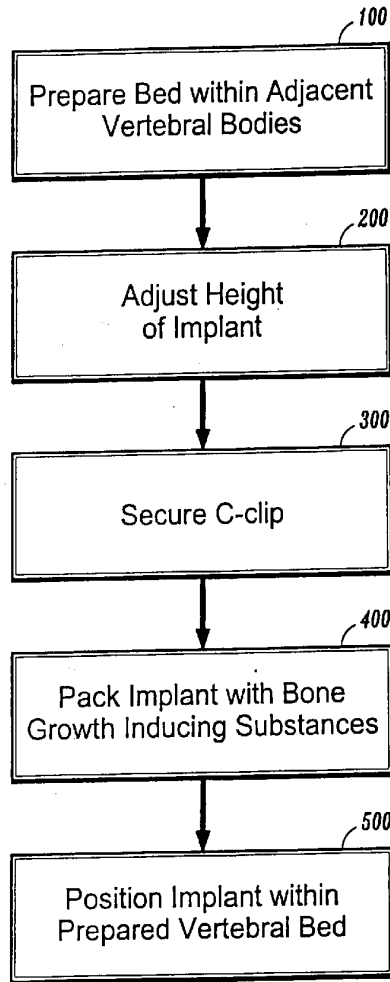 100
Prepare Bed within Adjacent
Vertebral Bodies
200
Adjust Height
of Implant
300
Secure C-clip
400
Pack Implant with Bone
Growth Inducing Substances
500
Position Implant within
Prepared Vertebral Bed